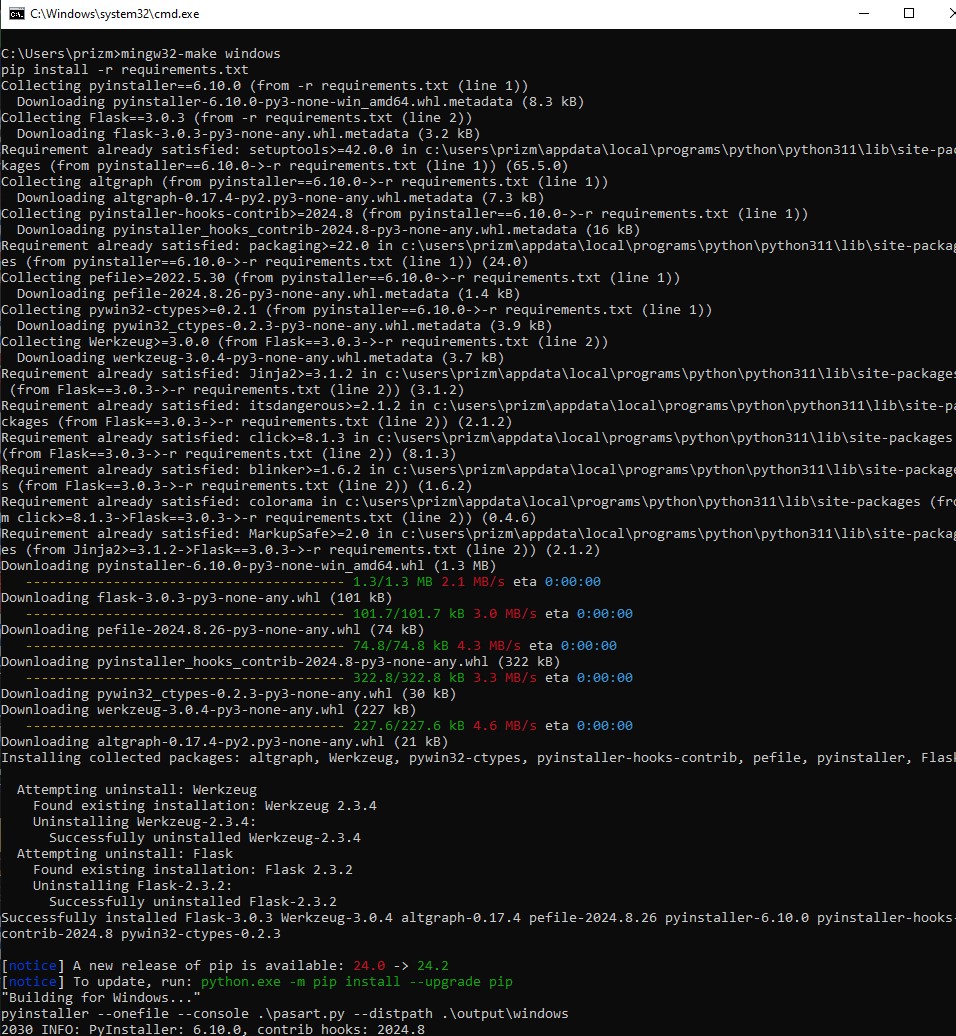 C:\Windows\system32\cmd.exe
C:\Users\prizm>mingw32-make windows
pip install -r requirements.txt
Collecting pyinstaller==6.10.0 (from -r requirements.txt (line 1))
  Downloading pyinstaller-6.10.0-py3-none-win_amd64.whl.metadata (8.3 kB)
Collecting Flask==3.0.3 (from -r requirements.txt (line 2))
  Downloading flask-3.0.3-py3-none-any.whl.metadata (3.2 kB)
Requirement already satisfied: setuptools>=42.0.0 in c:\users\prizm\appdata\local\programs\python\python311\lib\site-pac
kages (from pyinstaller==6.10.0->-r requirements.txt (line 1)) (65.5.0)
Collecting altgraph (from pyinstaller==6.10.0->-r requirements.txt (line 1))
  Downloading altgraph-0.17.4-py2.py3-none-any.whl.metadata (7.3 kB)
Collecting pyinstaller-hooks-contrib>=2024.8 (from pyinstaller==6.10.0->-r requirements.txt (line 1))
  Downloading pyinstaller_hooks_contrib-2024.8-py3-none-any.whl.metadata (16 kB)
Requirement already satisfied: packaging>=22.0 in c:\users\prizm\appdata\local\programs\python\python311\lib\site-packag
es (from pyinstaller==6.10.0->-r requirements.txt (line 1)) (24.0)
Collecting pefile>=2022.5.30 (from pyinstaller==6.10.0->-r requirements.txt (line 1))
  Downloading pefile-2024.8.26-py3-none-any.whl.metadata (1.4 kB)
Collecting pywin32-ctypes>=0.2.1 (from pyinstaller==6.10.0->-r requirements.txt (line 1))
  Downloading pywin32_ctypes-0.2.3-py3-none-any.whl.metadata (3.9 kB)
Collecting Werkzeug>=3.0.0 (from Flask==3.0.3->-r requirements.txt (line 2))
  Downloading werkzeug-3.0.4-py3-none-any.whl.metadata (3.7 kB)
Requirement already satisfied: Jinja2>=3.1.2 in c:\users\prizm\appdata\local\programs\python\python311\lib\site-packages
 (from Flask==3.0.3->-r requirements.txt (line 2)) (3.1.2)
Requirement already satisfied: itsdangerous>=2.1.2 in c:\users\prizm\appdata\local\programs\python\python311\lib\site-pa
ckages (from Flask==3.0.3->-r requirements.txt (line 2)) (2.1.2)
Requirement already satisfied: click>=8.1.3 in c:\users\prizm\appdata\local\programs\python\python311\lib\site-packages
(from Flask==3.0.3->-r requirements.txt (line 2)) (8.1.3)
Requirement already satisfied: blinker>=1.6.2 in c:\users\prizm\appdata\local\programs\python\python311\lib\site-package
s (from Flask==3.0.3->-r requirements.txt (line 2)) (1.6.2)
Requirement already satisfied: colorama in c:\users\prizm\appdata\local\programs\python\python311\lib\site-packages (fro
m click>=8.1.3->Flask==3.0.3->-r requirements.txt (line 2)) (0.4.6)
Requirement already satisfied: MarkupSafe>=2.0 in c:\users\prizm\appdata\local\programs\python\python311\lib\site-packag
es (from Jinja2>=3.1.2->Flask==3.0.3->-r requirements.txt (line 2)) (2.1.2)
Downloading pyinstaller-6.10.0-py3-none-win_amd64.whl (1.3 MB)
   ---------------------------------------- 1.3/1.3 MB 2.1 MB/s eta 0:00:00
Downloading flask-3.0.3-py3-none-any.whl (101 kB)
   ---------------------------------------- 101.7/101.7 kB 3.0 MB/s eta 0:00:00
Downloading pefile-2024.8.26-py3-none-any.whl (74 kB)
   ---------------------------------------- 74.8/74.8 kB 4.3 MB/s eta 0:00:00
Downloading pyinstaller_hooks_contrib-2024.8-py3-none-any.whl (322 kB)
   ---------------------------------------- 322.8/322.8 kB 3.3 MB/s eta 0:00:00
Downloading pywin32_ctypes-0.2.3-py3-none-any.whl (30 kB)
Downloading werkzeug-3.0.4-py3-none-any.whl (227 kB)
   ---------------------------------------- 227.6/227.6 kB 4.6 MB/s eta 0:00:00
Downloading altgraph-0.17.4-py2.py3-none-any.whl (21 kB)
Installing collected packages: altgraph, Werkzeug, pywin32-ctypes, pyinstaller-hooks-contrib, pefile, pyinstaller, Flask
  Attempting uninstall: Werkzeug
    Found existing installation: Werkzeug 2.3.4
    Uninstalling Werkzeug-2.3.4:
      Successfully uninstalled Werkzeug-2.3.4
  Attempting uninstall: Flask
    Found existing installation: Flask 2.3.2
    Uninstalling Flask-2.3.2:
      Successfully uninstalled Flask-2.3.2
Successfully installed Flask-3.0.3 Werkzeug-3.0.4 altgraph-0.17.4 pefile-2024.8.26 pyinstaller-6.10.0 pyinstaller-hooks-
contrib-2024.8 pywin32-ctypes-0.2.3
[notice] A new release of pip is available: 24.0 -> 24.2
[notice] To update, run: python.exe -m pip install --upgrade pip
"Building for Windows..."
pyinstaller --onefile --console .\pasart.py --distpath .\output\windows
2030 INFO: PyInstaller: 6.10.0, contrib hooks: 2024.8